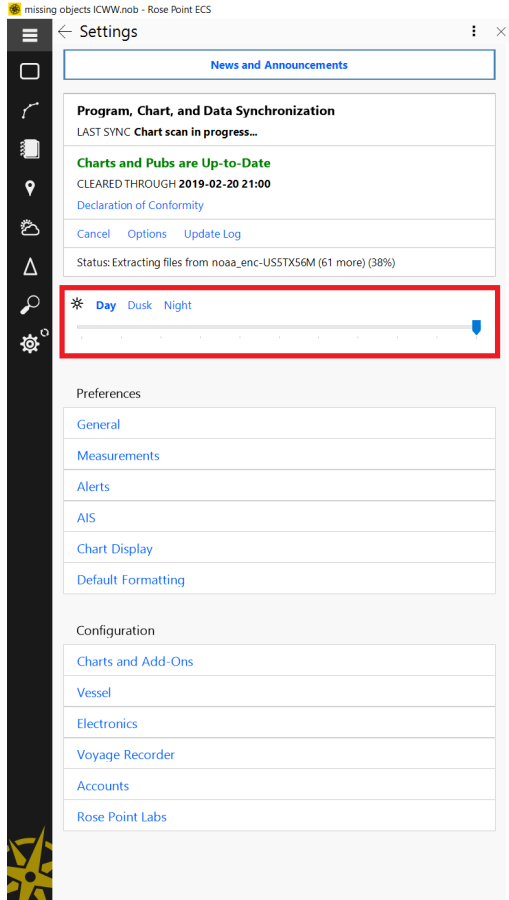 missing objects ICWW.nob - Rose Point ECS
Settings
News and Announcements
Program, Chart, and Data Synchronization
LAST SYNC Chart scan in progress...
Charts and Pubs are Up-to-Date
CLEARED THROUGH 2019-02-20 21:00
Declaration of Conformity
Cancel Options Update Log
Status: Extracting files from noaa_enc-US5TX56M (61 more) (38%)
Day Dusk Night
Preferences
General
Measurements
Alerts
AIS
Chart Display
Default Formatting
Configuration
Charts and Add-Ons
Vessel
Electronics
Voyage Recorder
Accounts
Rose Point Labs